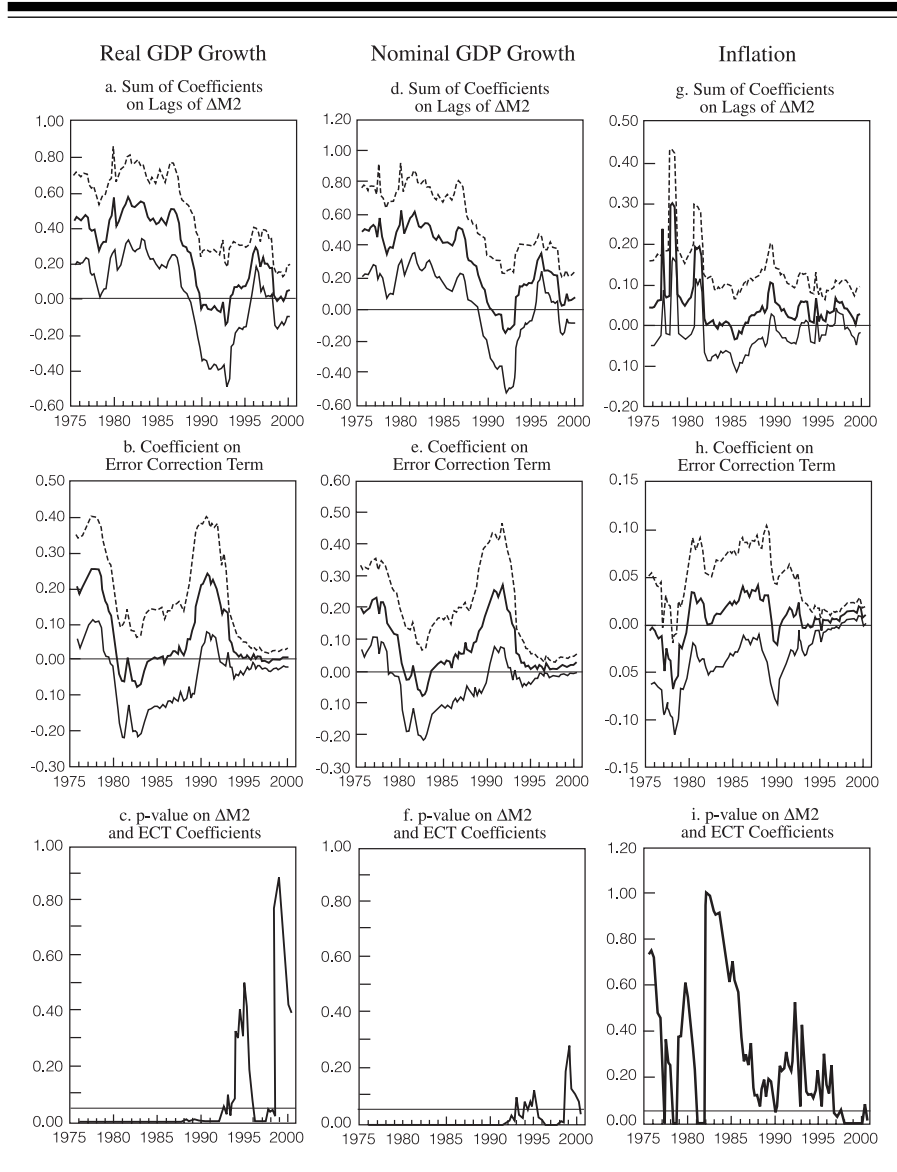 Real GDP Growth
Nominal GDP Growth
Inflation
a. Sum of Coefficients
on Lags of ΔM2
1.00
0.80
0.60
0.40
0.20
0.00
-0.20
-0.40
-0.60
1975 1980 1985 1990 1995 2000
d. Sum of Coefficients
on Lags of ΔM2
1.20
1.00
0.80
0.60
0.40
0.20
0.00
-0.20
-0.40
-0.60
1975 1980 1985 1990 1995 2000
g. Sum of Coefficients
on Lags of ΔM2
0.50
0.40
0.30
0.20
0.10
0.00
0.10
-0.20
1975 1980 1985 1990 1995 2000
b. Coefficient on
Error Correction Term
0.50
0.40
0.30
0.20
0.10
0.00
0.10
-0.20
-0.30
1975 1980 1985 1990 1995 2000
e. Coefficient on
Error Correction Term
0.60
0.50
0.40
0.30
0.20
0.10
0.00
0.10
-0.20
-0.30
1975 1980 1985 1990 1995 2000
h. Coefficient on
Error Correction Term
0.15
0.10
0.05
0.00
0.05
-0.10
-0.15
1975 1980 1985 1990 1995 2000
c. p-value on ΔM2
and ECT Coefficients
1.00
0.80
0.60
0.40
0.20
0.00
1975 1980 1985 1990 1995 2000
f. p-value on ΔM2
and ECT Coefficients
1.00
0.80
0.60
0.40
0.20
0.00
1975 1980 1985 1990 1995 2000
i. p-value on ΔM2
and ECT Coefficients
1.20
1.00
0.80
0.60
0.40
0.20
0.00
1975 1980 1985 1990 1995 2000